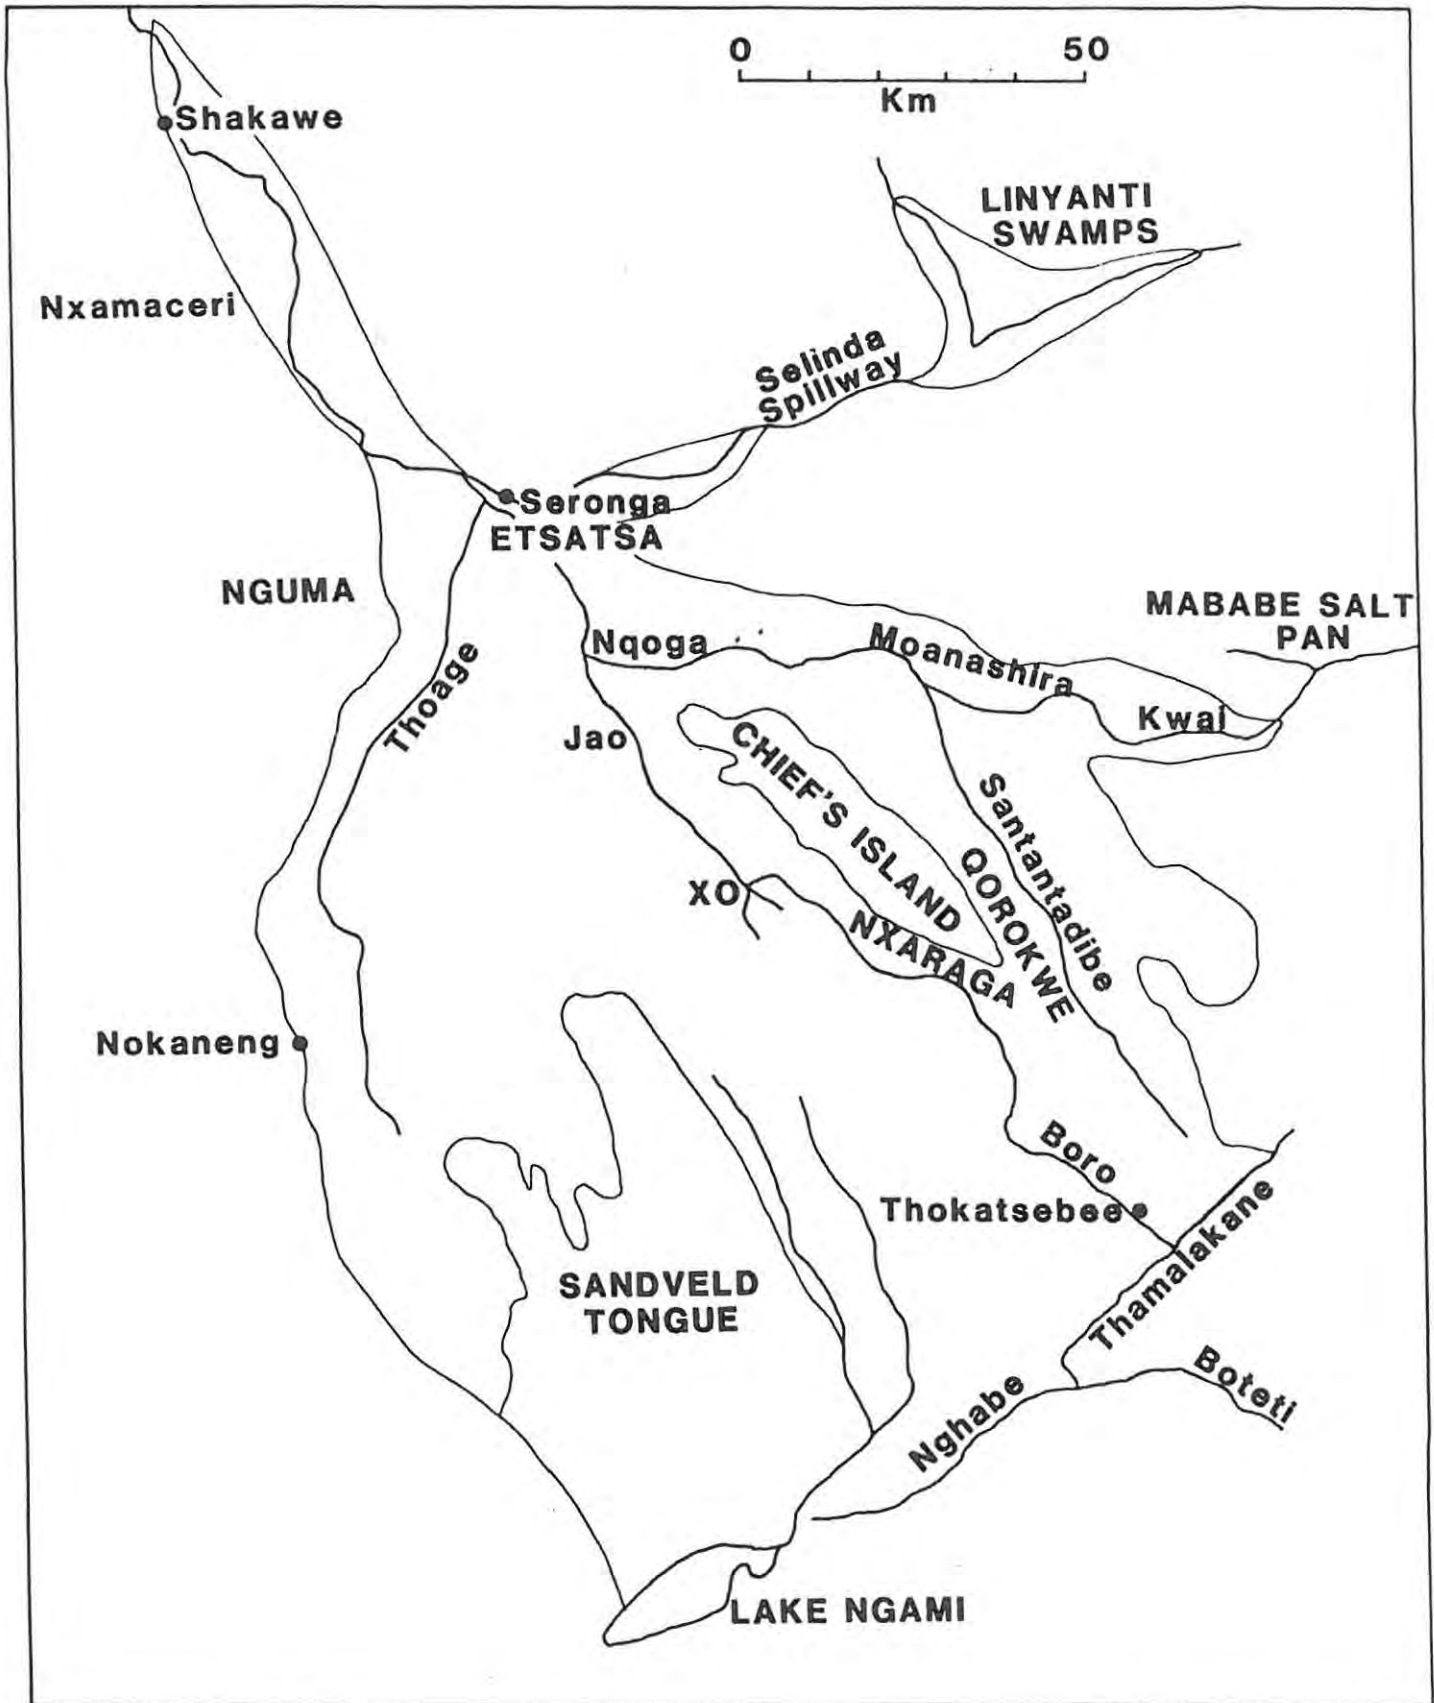 0 50
Km
Shakawe
LINYANTI
SWAMPS
Nxamaceri
Selinda
Spillway
Seronga
ETSATSA
NGUMA
MABABE SALT
PAN
Nqoga
Moanashira
Thoage
Kwai
Jao
CHIEF'S ISLAND
Santantadibe
QOROKWE
XO
NXARAGA
Nokaneng
Boro
Thokatsebee
Thamalakane
SANDVELD
TONGUE
Boteti
Nghabe
LAKE NGAMI